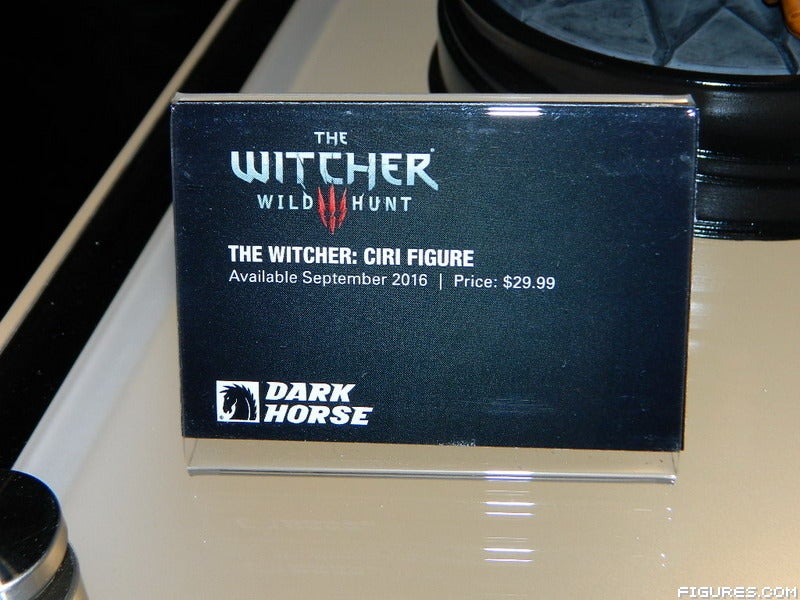 THE
WITCHER
WILD HUNT
THE WITCHER: CIRI FIGURE
Available September 2016 | Price: $29.99
DARK
HORSE
FIGURES.COM